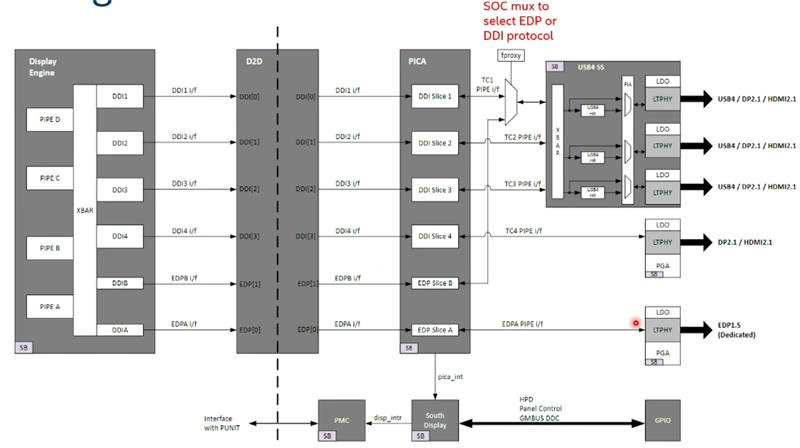 SOC mux to
select EDP or
DDI protocol
fproxy
Display
Engine
D2D
PICA
SB
USB4 SS
PIPE D
PIPE C
PIPE B
PIPE A
XBAR
DDI1
DDI2
DDI3
DDI4
DDIB
DDIA
DDI1 i/f
DDI2 i/f
DDI3 i/f
DDI4 i/f
EDPB i/f
EDPA i/f
DDI[0]
DDI[1]
DDI[2]
DDI[3]
EDP[1]
EDP[0]
DDI[0]
DDI[1]
DDI[2]
DDI[3]
EDP[1]
EDP[0]
DDI1 i/f
DDI2 i/f
DDI3 i/f
DDI4 i/f
EDPB i/f
EDPA i/f
DDI Slice 1
DDI Slice 2
DDI Slice 3
DDI Slice 4
EDP Slice B
EDP Slice A
TC1
PIPE i/f
TC2 PIPE i/f
TC3 PIPE i/f
TC4 PIPE i/f
EDPA PIPE i/f
XBAR
USB4
HR
USB4
HR
USB4
HR
FIA
LDO
LTPHY
LDO
LTPHY
LDO
LTPHY
USB4 / DP2.1 / HDMI2.1
USB4 / DP2.1 / HDMI2.1
USB4 / DP2.1 / HDMI2.1
LDO
LTPHY
PGA
SB
DP2.1 / HDMI2.1
LDO
LTPHY
PGA
SB
EDP1.5
(Dedicated)
SB
SB
pica_int
Interface
with PUNIT
PMC
SB
disp_intr
South
Display
SB
HPD
Panel Control
GMBUS DDC
GPIO